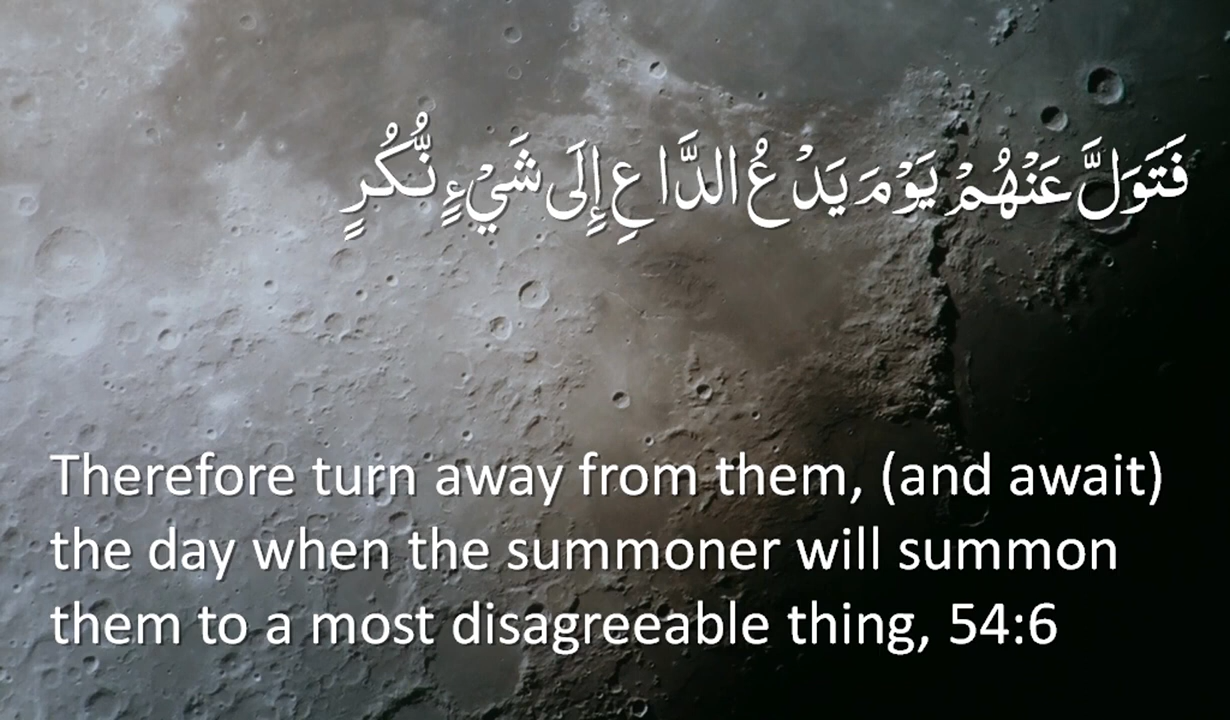 فَتَوَلَّ عَنْهُمْ يَوْمَ يَدْعُ الدَّاعِ إِلَى شَيْءٍ نُّكُرٍ
Therefore turn away from them, (and await)
the day when the summoner will summon
them to a most disagreeable thing, 54:6